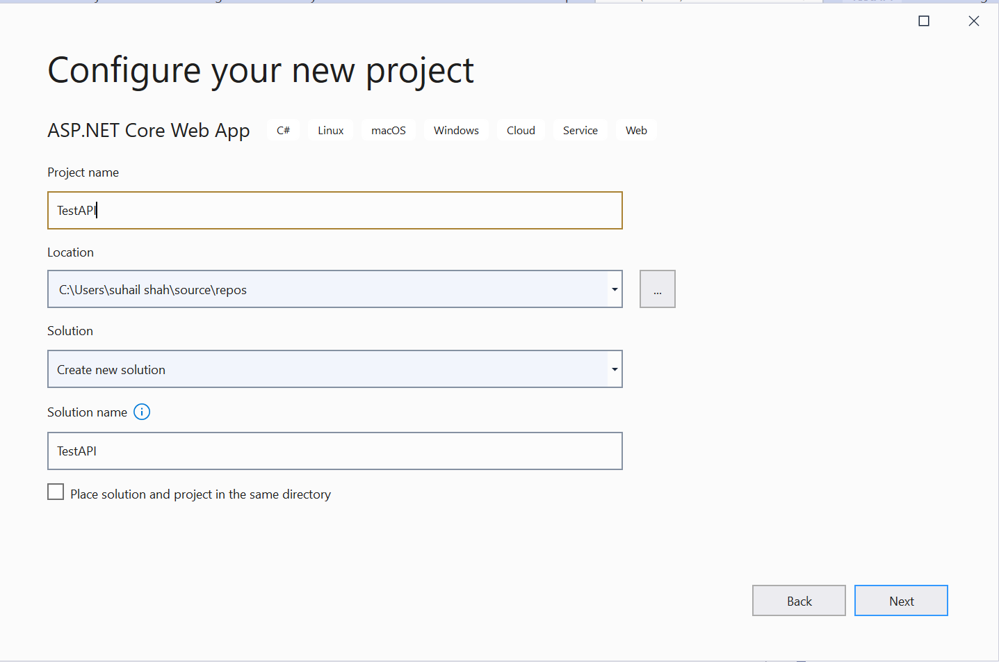 Configure your new project
ASP.NET Core Web App C# Linux macOS Windows Cloud Service Web
Project name
TestAPI
Location
C:\Users\suhail shah\source\repos
...
Solution
Create new solution
Solution name
TestAPI
Place solution and project in the same directory
Back Next